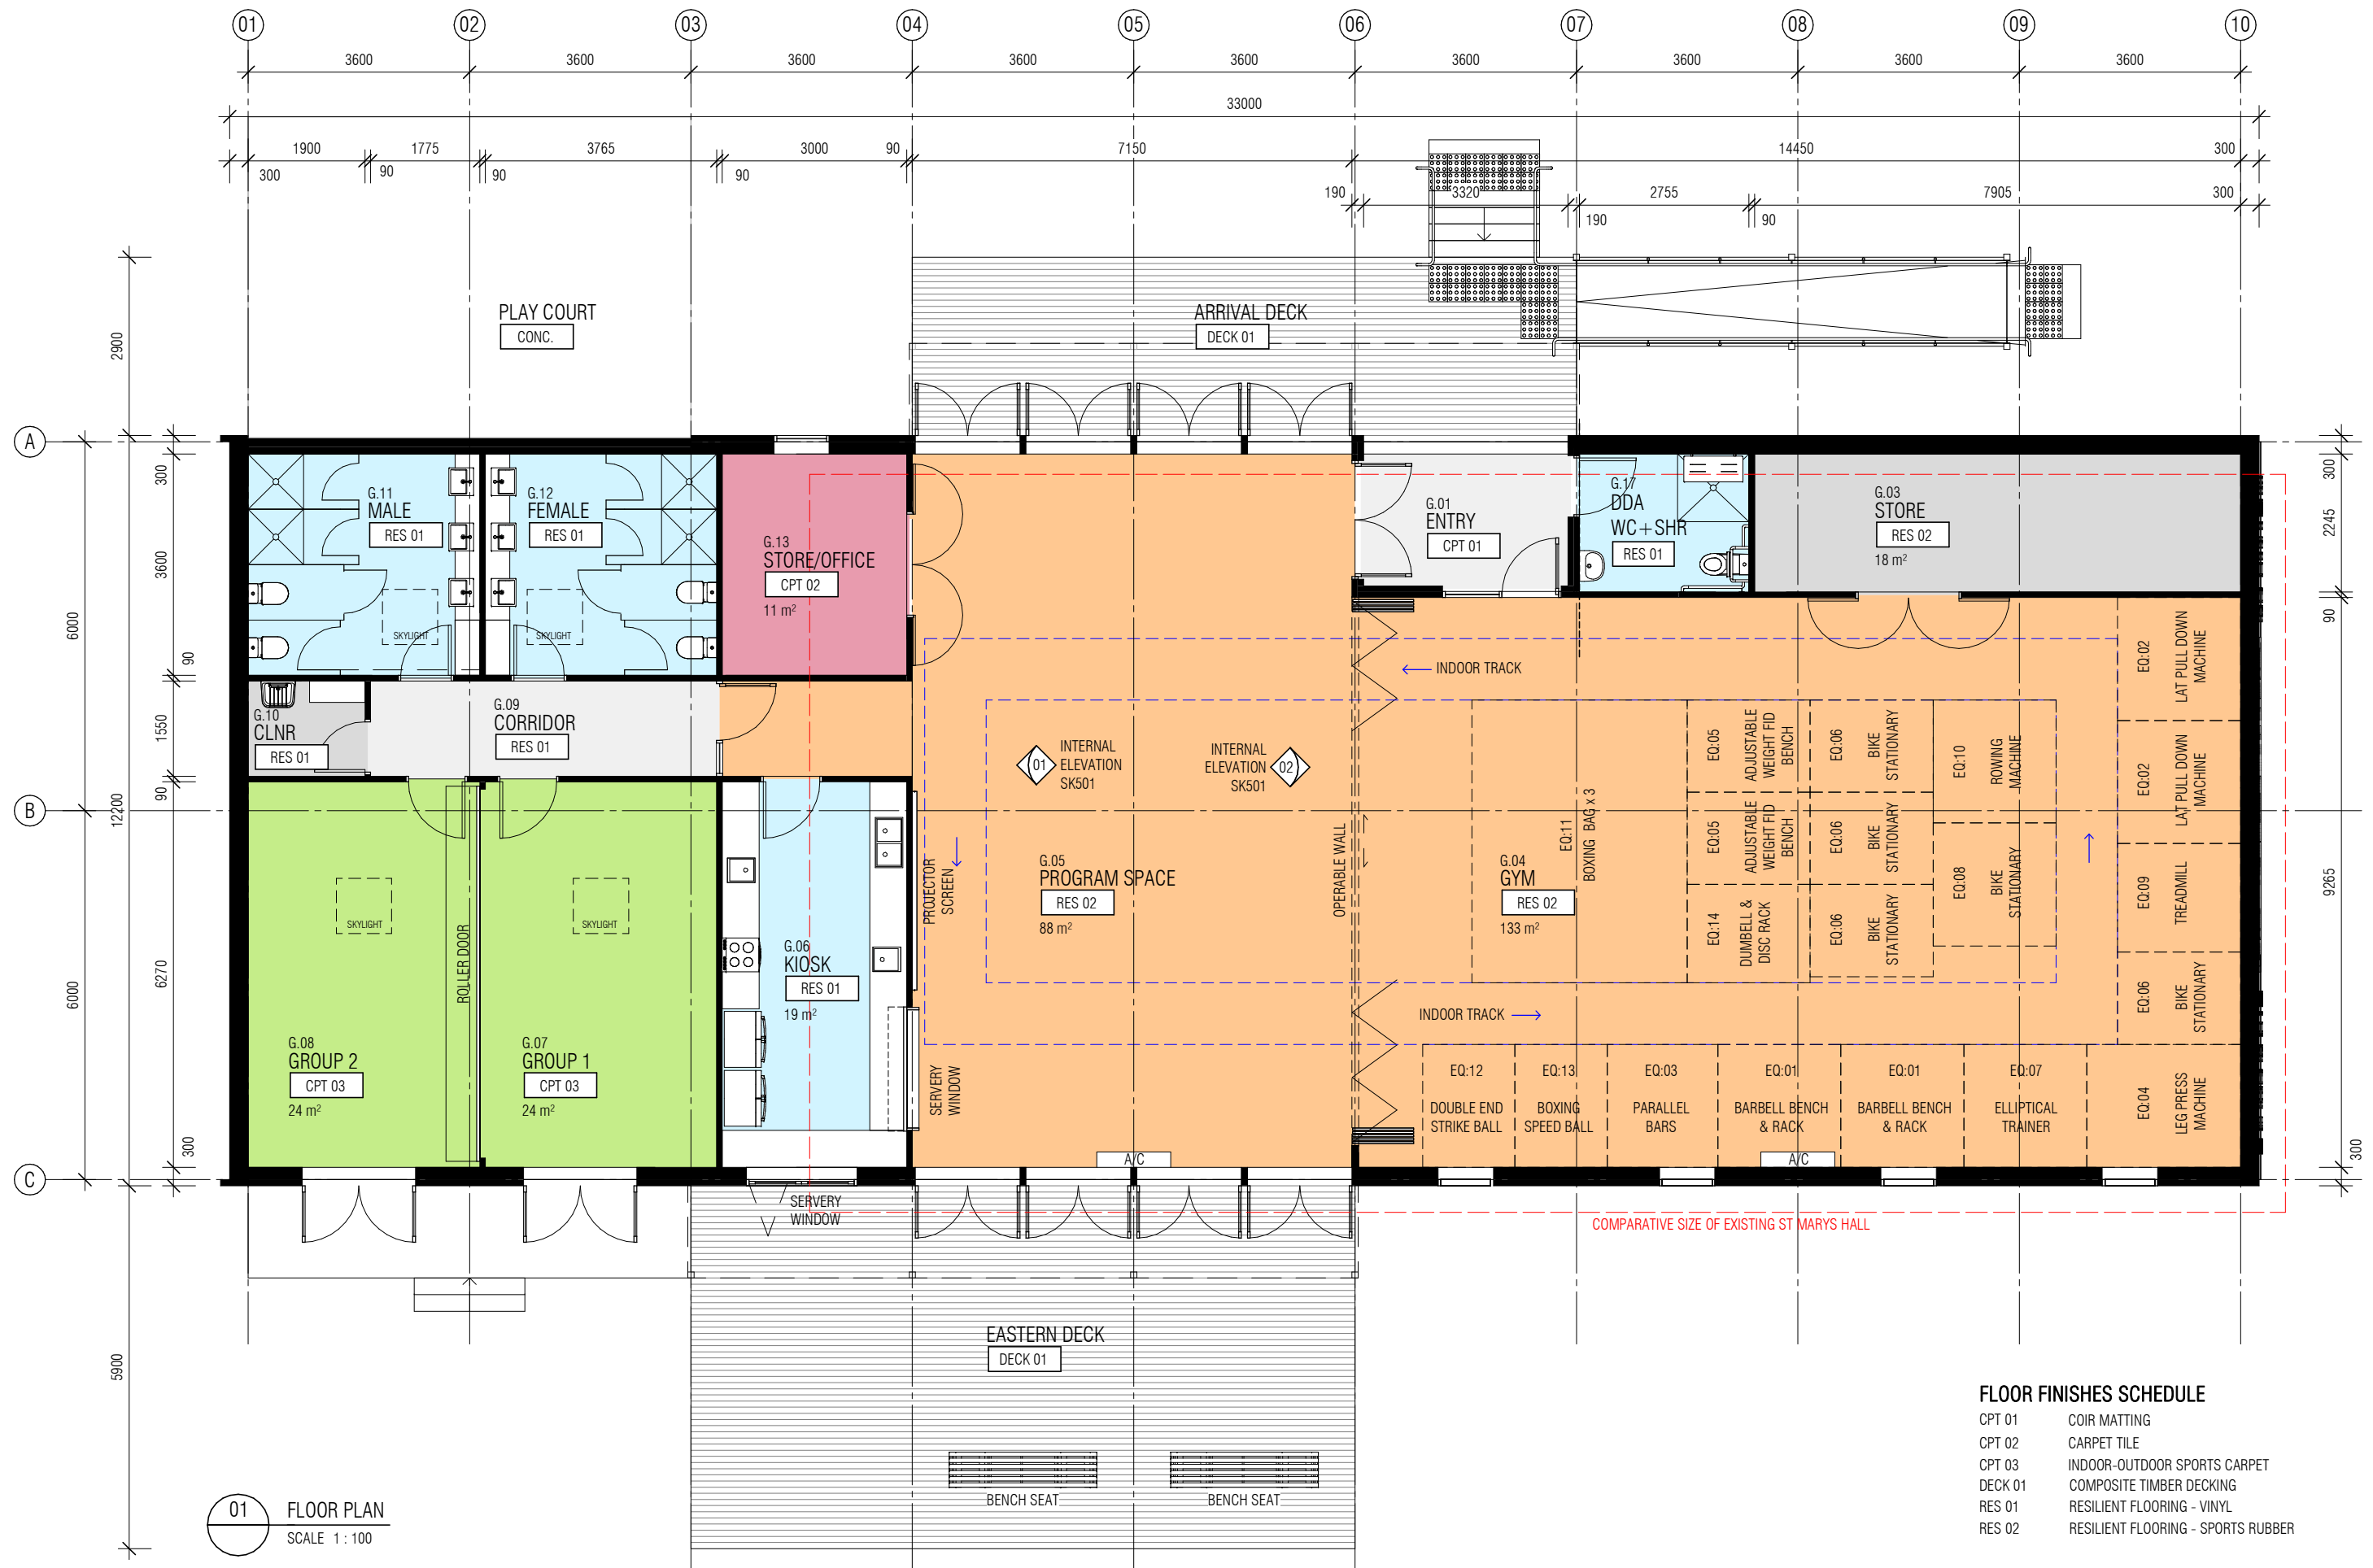 01
02
03
04
05
06
07
08
09
10
3600
3600
3600
3600
3600
3600
3600
3600
3600
33000
1900
1775
3765
3000
90
7150
14450
300
300
90
90
90
190
3320
2755
7905
300
190
90
PLAY COURT
CONC.
ARRIVAL DECK
DECK 01
2900
A
300
300
G.11
MALE
RES 01
G.12
FEMALE
RES 01
G.13
STORE/OFFICE
CPT 02
11 m²
G.01
ENTRY
CPT 01
G.17
DDA
WC+SHR
RES 01
G.03
STORE
RES 02
18 m²
2245
3600
6000
90
90
SKYLIGHT
SKYLIGHT
INDOOR TRACK
G.10
CLNR
RES 01
G.09
CORRIDOR
RES 01
1550
90
12200
INTERNAL
ELEVATION
SK501
01
INTERNAL
ELEVATION
SK501
02
B
EQ:02
LAT PULL DOWN
MACHINE
EQ:05
ADJUSTABLE
WEIGHT FID
BENCH
EQ:06
BIKE
STATIONARY
EQ:10
ROWING
MACHINE
EQ:02
LAT PULL DOWN
MACHINE
EQ:11
BOXING BAG x 3
EQ:05
ADJUSTABLE
WEIGHT FID
BENCH
EQ:06
BIKE
STATIONARY
EQ:08
BIKE
STATIONARY
EQ:09
TREADMILL
EQ:14
DUMBELL &
DISC RACK
EQ:06
BIKE
STATIONARY
EQ:06
BIKE
STATIONARY
PROJECTOR
SCREEN
G.05
PROGRAM SPACE
RES 02
88 m²
OPERABLE WALL
G.04
GYM
RES 02
133 m²
9265
SKYLIGHT
SKYLIGHT
ROLLER DOOR
G.06
KIOSK
RES 01
19 m²
6270
6000
INDOOR TRACK
G.08
GROUP 2
CPT 03
24 m²
G.07
GROUP 1
CPT 03
24 m²
SERVERY
WINDOW
EQ:12
DOUBLE END
STRIKE BALL
EQ:13
BOXING
SPEED BALL
EQ:03
PARALLEL
BARS
EQ:01
BARBELL BENCH
& RACK
EQ:01
BARBELL BENCH
& RACK
EQ:07
ELLIPTICAL
TRAINER
EQ:04
LEG PRESS
MACHINE
300
300
A/C
A/C
C
SERVERY
WINDOW
COMPARATIVE SIZE OF EXISTING ST MARYS HALL
5900
EASTERN DECK
DECK 01
BENCH SEAT
BENCH SEAT
01
FLOOR PLAN
SCALE 1 : 100
FLOOR FINISHES SCHEDULE
CPT 01 COIR MATTING
CPT 02 CARPET TILE
CPT 03 INDOOR-OUTDOOR SPORTS CARPET
DECK 01 COMPOSITE TIMBER DECKING
RES 01 RESILIENT FLOORING - VINYL
RES 02 RESILIENT FLOORING - SPORTS RUBBER